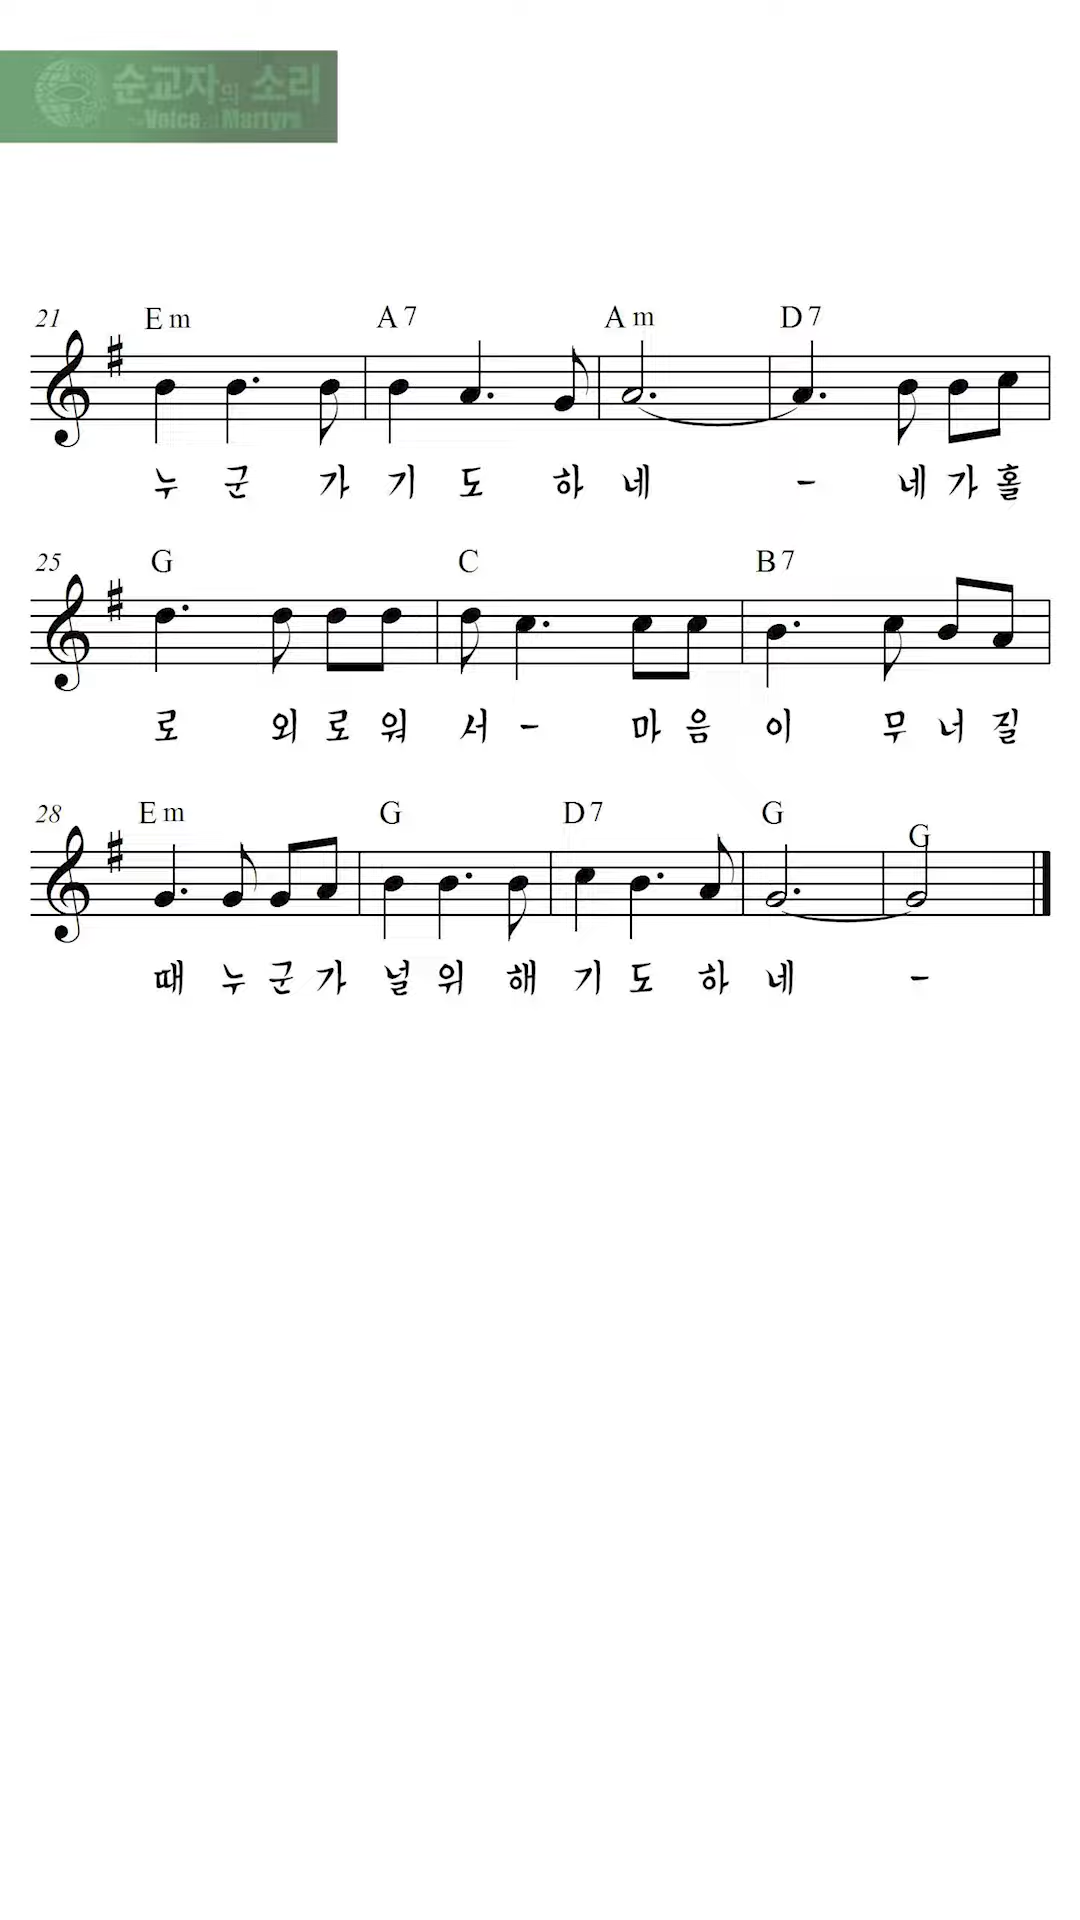 순교자의 소리
Voice of Martyrs
21 Em A7 Am D7
누 군 가 기 도 하 네 - 네 가 홀
25 G C B7
로 외 로 워 서 - 마 음 이 무 너 질
28 Em G D7 G G
때 누 군 가 널 위 해 기 도 하 네 -